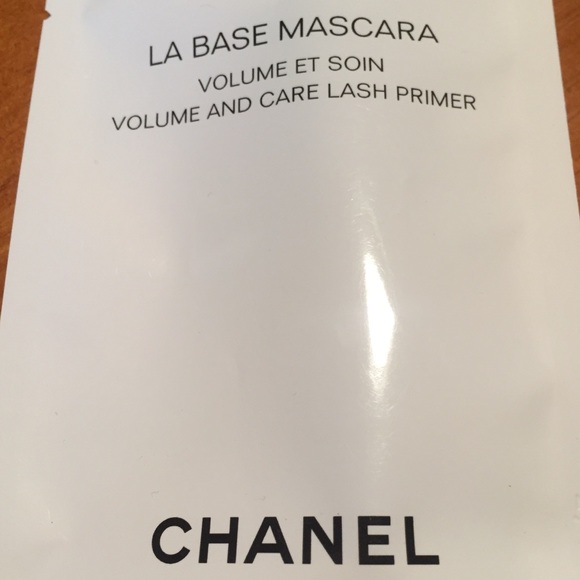 LA BASE MASCARA
VOLUME ET SOIN
VOLUME AND CARE LASH PRIMER
CHANEL